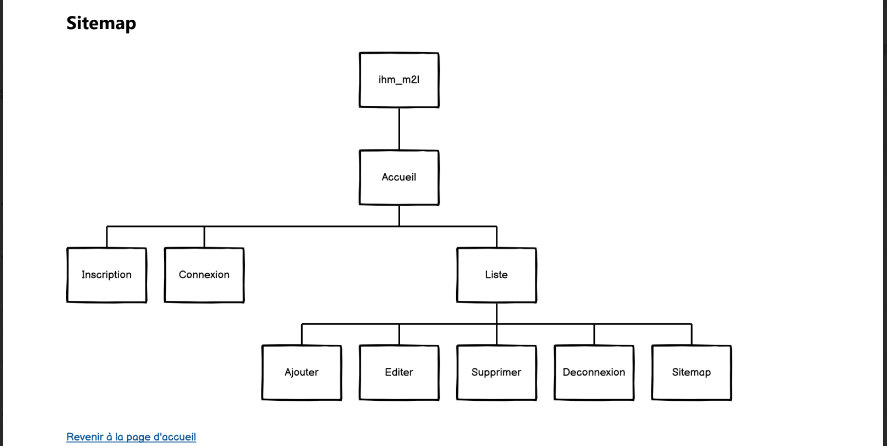 Sitemap
ihm_m2l
Accueil
Inscription
Connexion
Liste
Ajouter
Editer
Supprimer
Deconnexion
Sitemap
Revenir à la page d'accueil